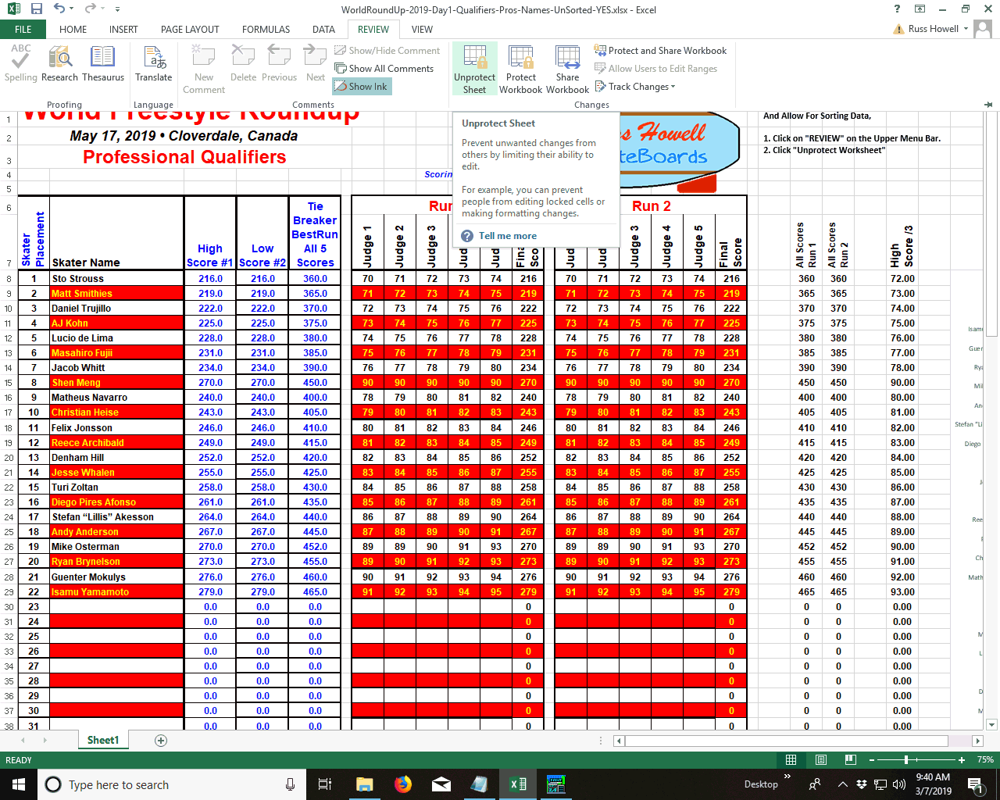 WorldRoundUp-2019-Day1-Qualifiers-Pros-Names-UnSorted-YES.xlsx - Excel
FILE HOME INSERT PAGE LAYOUT FORMULAS DATA REVIEW VIEW Russ Howell
ABC
Spelling Research Thesaurus Translate New Comment Delete Previous Next
Show/Hide Comment
Show All Comments
Show Ink
Unprotect Sheet Protect Workbook Share Workbook
Protect and Share Workbook
Allow Users to Edit Ranges
Track Changes
Proofing Language Comments Changes
Unprotect Sheet
Prevent unwanted changes from
others by limiting their ability to
edit.
For example, you can prevent
people from editing locked cells or
making formatting changes.
Tell me more
1 World Freestyle Roundup And Allow For Sorting Data,
2 May 17, 2019 • Cloverdale, Canada 1. Click on "REVIEW" on the Upper Menu Bar.
3 Professional Qualifiers 2. Click "Unprotect Worksheet"
Howell
teBoards
4 Scorin
5
6 Run 2
7 Skater Placement Skater Name High Score #1 Low Score #2 Tie Breaker BestRun All 5 Scores Judge 1 Judge 2 Judge 3 Judge 3 Judge 4 Judge 5 Final Score All Scores Run 1 All Scores Run 2 High Score /3
8 1 Sto Strouss 216.0 216.0 360.0 70 71 72 73 74 216 70 71 72 73 74 216 360 360 72.00
9 2 Matt Smithies 219.0 219.0 365.0 71 72 73 74 75 219 71 72 73 74 75 219 365 365 73.00
10 3 Daniel Trujillo 222.0 222.0 370.0 72 73 74 75 76 222 72 73 74 75 76 222 370 370 74.00
11 4 AJ Kohn 225.0 225.0 375.0 73 74 75 76 77 225 73 74 75 76 77 225 375 375 75.00
12 5 Lucio de Lima 228.0 228.0 380.0 74 75 76 77 78 228 74 75 76 77 78 228 380 380 76.00
13 6 Masahiro Fujii 231.0 231.0 385.0 75 76 77 78 79 231 75 76 77 78 79 231 385 385 77.00
14 7 Jacob Whitt 234.0 234.0 390.0 76 77 78 79 80 234 76 77 78 79 80 234 390 390 78.00
15 8 Shen Meng 270.0 270.0 450.0 90 90 90 90 90 270 90 90 90 90 90 270 450 450 90.00
16 9 Matheus Navarro 240.0 240.0 400.0 78 79 80 81 82 240 78 79 80 81 82 240 400 400 80.00
17 10 Christian Heise 243.0 243.0 405.0 79 80 81 82 83 243 79 80 81 82 83 243 405 405 81.00
18 11 Felix Jonsson 246.0 246.0 410.0 80 81 82 83 84 246 80 81 82 83 84 246 410 410 82.00 Stefan “Li
19 12 Reece Archibald 249.0 249.0 415.0 81 82 83 84 85 249 81 82 83 84 85 249 415 415 83.00 Diego
20 13 Denham Hill 252.0 252.0 420.0 82 83 84 85 86 252 82 83 84 85 86 252 420 420 84.00
21 14 Jesse Whalen 255.0 255.0 425.0 83 84 85 86 87 255 83 84 85 86 87 255 425 425 85.00
22 15 Turi Zoltan 258.0 258.0 430.0 84 85 86 87 88 258 84 85 86 87 88 258 430 430 86.00
23 16 Diego Pires Afonso 261.0 261.0 435.0 85 86 87 88 89 261 85 86 87 88 89 261 435 435 87.00
24 17 Stefan “Lillis” Akesson 264.0 264.0 440.0 86 87 88 89 90 264 86 87 88 89 90 264 440 440 88.00
25 18 Andy Anderson 267.0 267.0 445.0 87 88 89 90 91 267 87 88 89 90 91 267 445 445 89.00
26 19 Mike Osterman 270.0 270.0 452.0 89 89 90 91 93 270 89 89 90 91 93 270 452 452 90.00
27 20 Ryan Brynelson 273.0 273.0 455.0 89 90 91 92 93 273 89 90 91 92 93 273 455 455 91.00
28 21 Guenter Mokulys 276.0 276.0 460.0 90 91 92 93 94 276 90 91 92 93 94 276 460 460 92.00 Math
29 22 Isamu Yamamoto 279.0 279.0 465.0 91 92 93 94 95 279 91 92 93 94 95 279 465 465 93.00
30 23 0.0 0.0 0.0 0 0 0 0 0.00
31 24 0.0 0.0 0.0 0 0 0 0 0.00
32 25 0.0 0.0 0.0 0 0 0 0 0.00
33 26 0.0 0.0 0.0 0 0 0 0 0.00
34 27 0.0 0.0 0.0 0 0 0 0 0.00
35 28 0.0 0.0 0.0 0 0 0 0 0.00
36 29 0.0 0.0 0.0 0 0 0 0 0.00
37 30 0.0 0.0 0.0 0 0 0 0 0.00
38 31 0.0 0.0 0.0 0 0 0 0 0.00
Sheet1
READY 75%
Type here to search Desktop 9:40 AM
3/7/2019